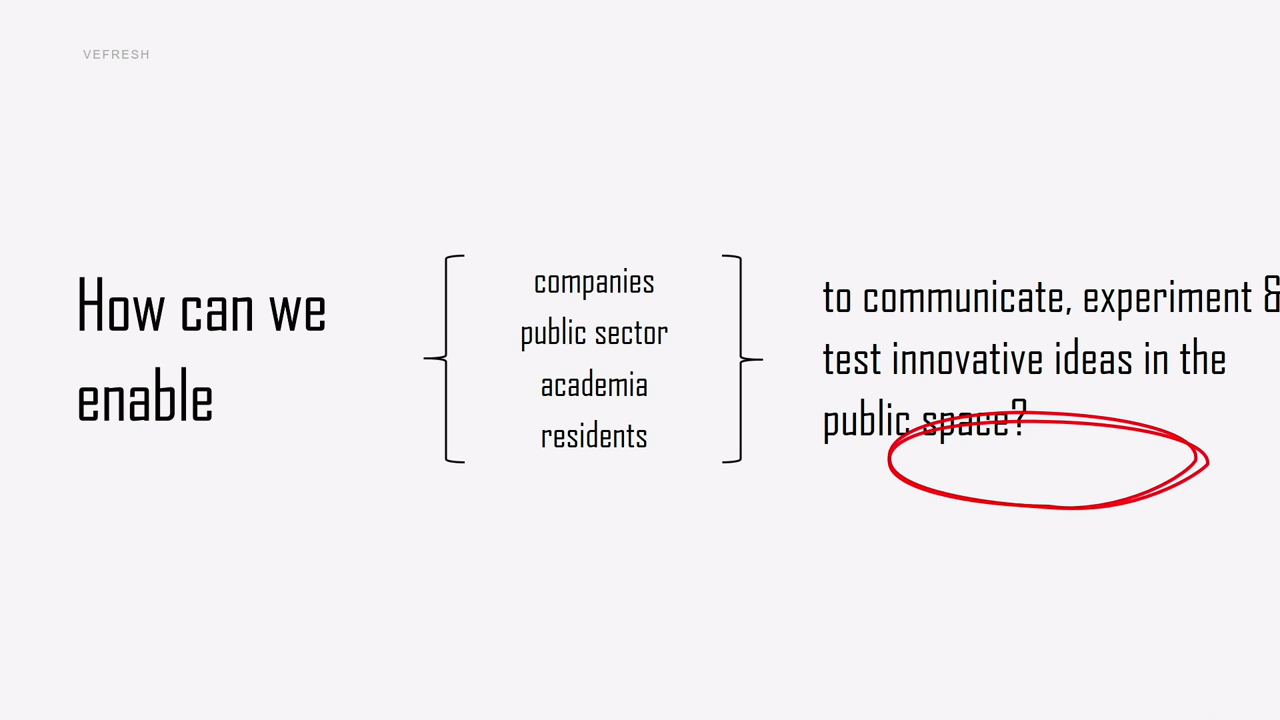 VEFRESH
How can we
enable
companies
public sector
academia
residents
to communicate, experiment &
test innovative ideas in the
public space?